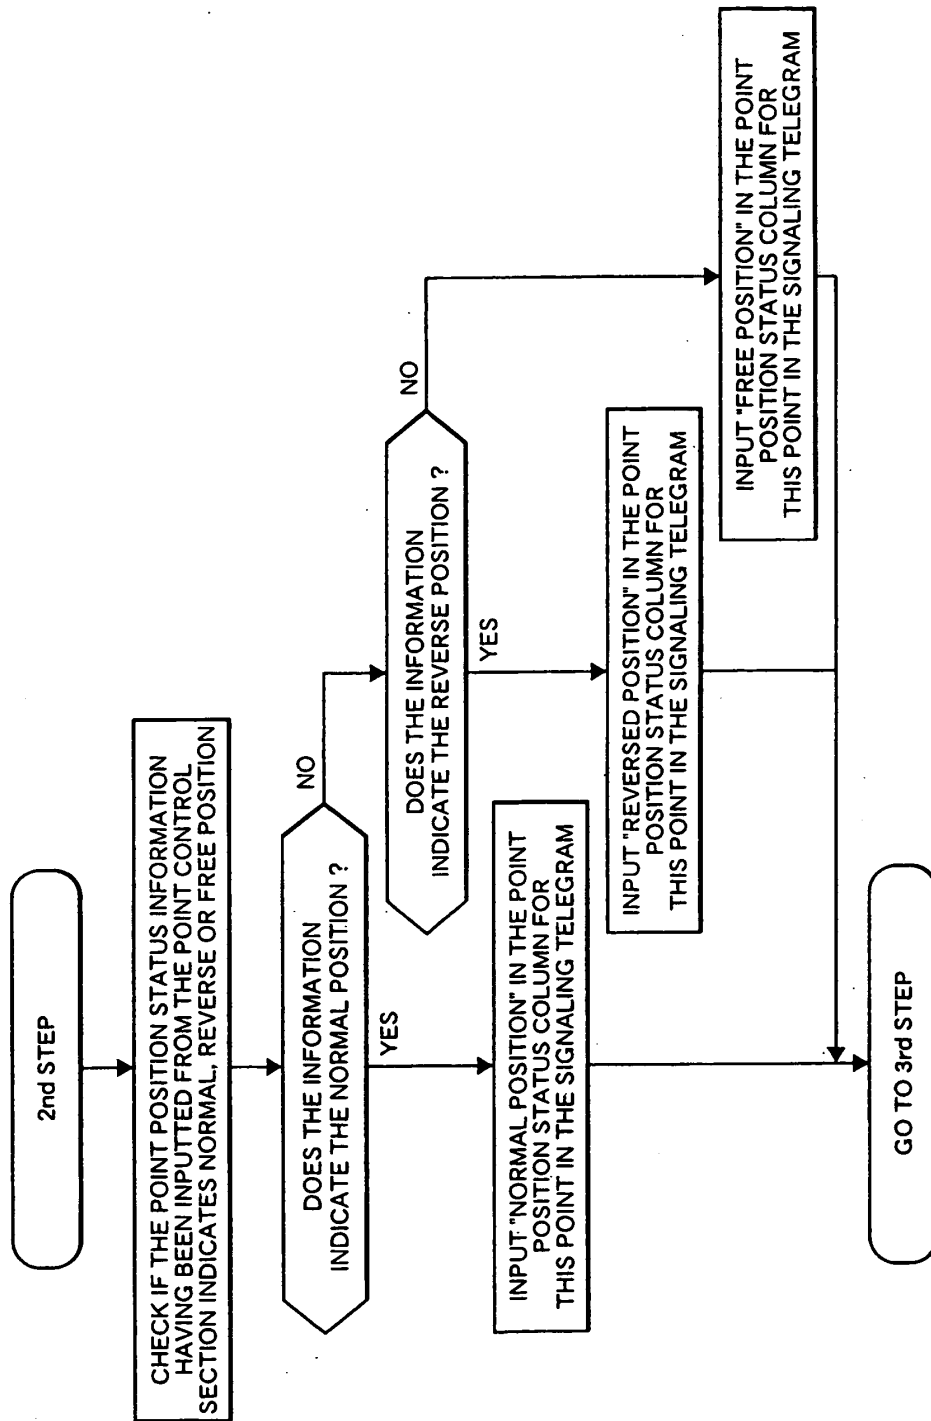 2nd STEP
CHECK IF THE POINT POSITION STATUS INFORMATION
HAVING BEEN INPUTTED FROM THE POINT CONTROL
SECTION INDICATES NORMAL, REVERSE OR FREE POSITION
DOES THE INFORMATION
INDICATE THE NORMAL POSITION ?
NO
YES
DOES THE INFORMATION
INDICATE THE REVERSE POSITION ?
NO
YES
INPUT "NORMAL POSITION" IN THE POINT
POSITION STATUS COLUMN FOR
THIS POINT IN THE SIGNALING TELEGRAM
INPUT "REVERSED POSITION" IN THE POINT
POSITION STATUS COLUMN FOR
THIS POINT IN THE SIGNALING TELEGRAM
INPUT "FREE POSITION" IN THE POINT
POSITION STATUS COLUMN FOR
THIS POINT IN THE SIGNALING TELEGRAM
GO TO 3rd STEP